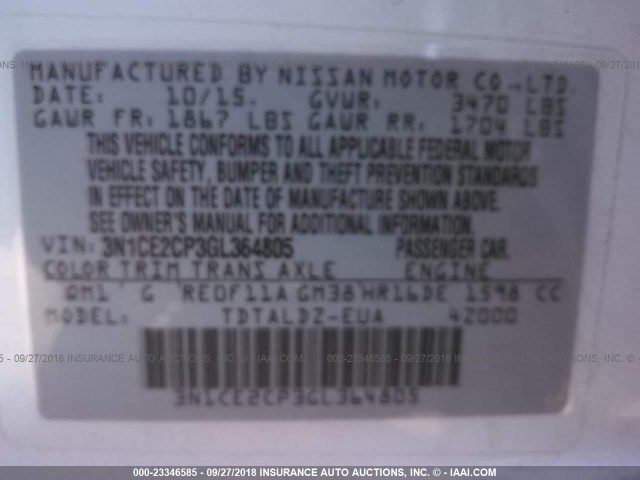 MANUFACTURED BY NISSAN MOTOR CO.,LTD.
DATE: 10/15. GVWR: 3470 LBS
GAWR FR: 1867 LBS GAWR RR: 1704 LBS
THIS VEHICLE CONFORMS TO ALL APPLICABLE FEDERAL MOTOR
VEHICLE SAFETY, BUMPER AND THEFT PREVENTION STANDARDS
IN EFFECT ON THE DATE OF MANUFACTURE SHOWN ABOVE.
SEE OWNER'S MANUAL FOR ADDITIONAL INFORMATION.
VIN: 3N1CE2CP3GL364805 PASSENGER CAR.
COLOR TRIM TRANS AXLE ENGINE
QM1 G RE0F11A GM38 HR16DE 1598 CC
MODEL: TDTALDZ-EUA 4Z000
3N1CE2CP3GL364805
000-23346585 - 09/27/2018 INSURANCE AUTO AUCTIONS, INC. - © - IAAI.COM